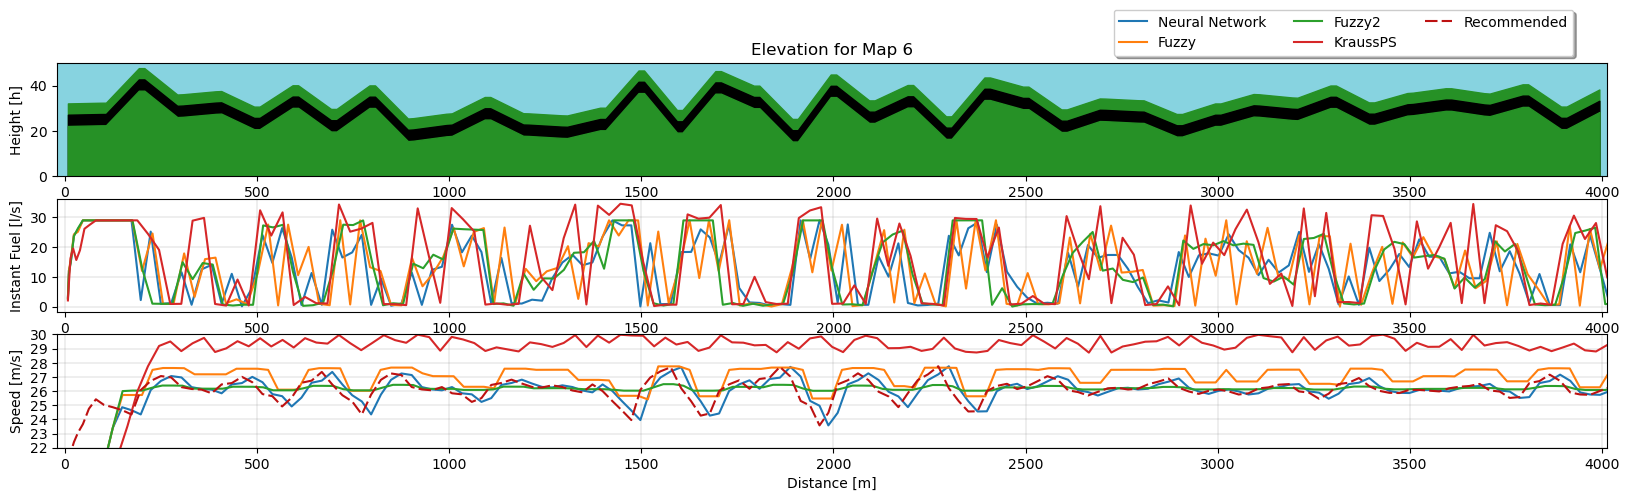 Neural Network Fuzzy2 Recommended
Fuzzy KraussPS
Elevation for Map 6
Height [h]
40
20
0
0 500 1000 1500 2000 2500 3000 3500 4000
Instant Fuel [l/s]
30
20
10
0
0 500 1000 1500 2000 2500 3000 3500 4000
Speed [m/s]
30
29
28
27
26
25
24
23
22
0 500 1000 1500 2000 2500 3000 3500 4000
Distance [m]